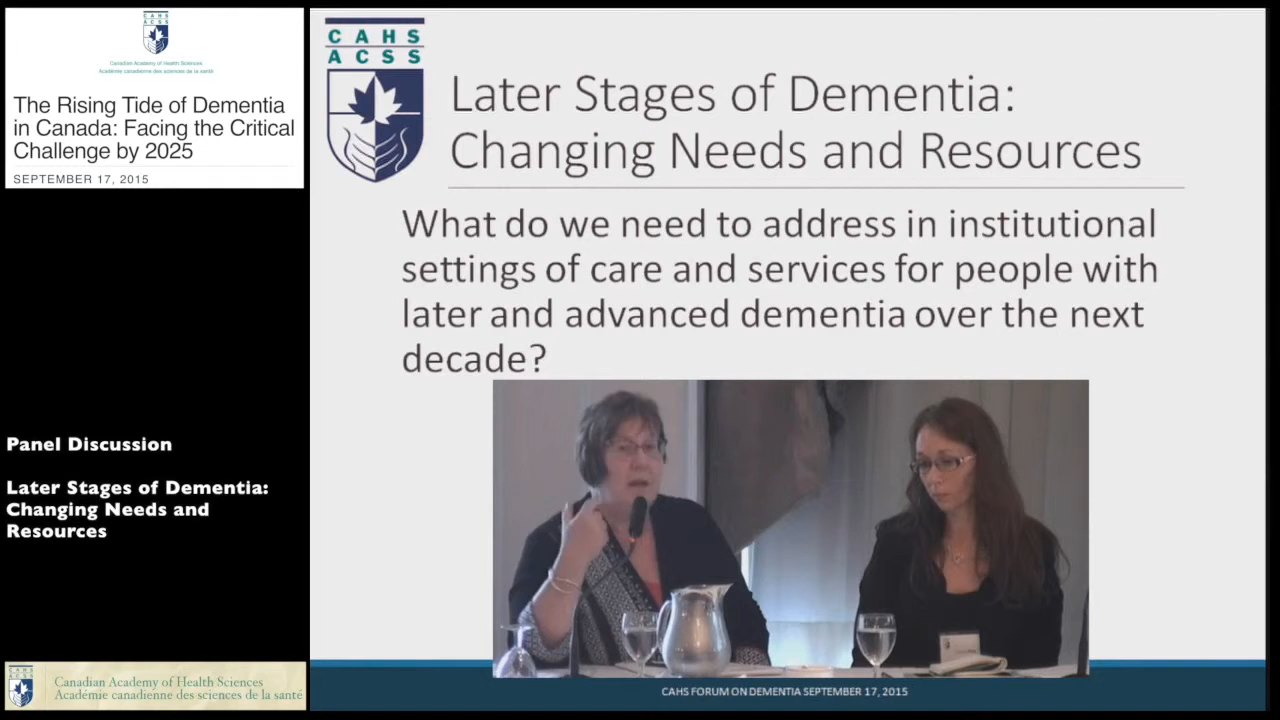 CAHS
ACSS
Canadian Academy of Health Sciences
Académie canadienne des sciences de la santé
The Rising Tide of Dementia
in Canada: Facing the Critical
Challenge by 2025
SEPTEMBER 17, 2015
Panel Discussion
Later Stages of Dementia:
Changing Needs and
Resources
CAHS
ACSS
Canadian Academy of Health Sciences
Académie canadienne des sciences de la santé
CAHS
ACSS
Later Stages of Dementia:
Changing Needs and Resources
What do we need to address in institutional
settings of care and services for people with
later and advanced dementia over the next
decade?
CAHS FORUM ON DEMENTIA SEPTEMBER 17, 2015